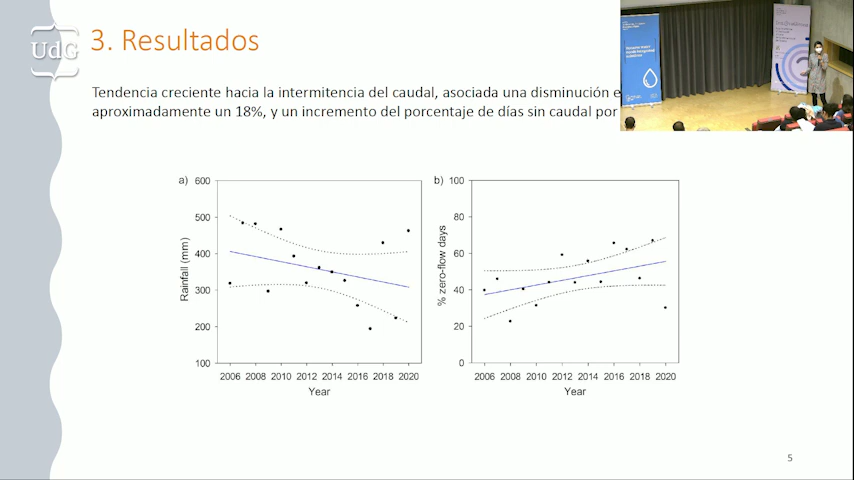 UdG
3. Resultados
Tendencia creciente hacia la intermitencia del caudal, asociada una disminución e
aproximadamente un 18%, y un incremento del porcentaje de días sin caudal por
a)
600
500
400
300
200
100
Rainfall (mm)
2006 2008 2010 2012 2014 2016 2018 2020
Year
b)
100
80
60
40
20
0
% zero-flow days
2006 2008 2010 2012 2014 2016 2018 2020
Year
5